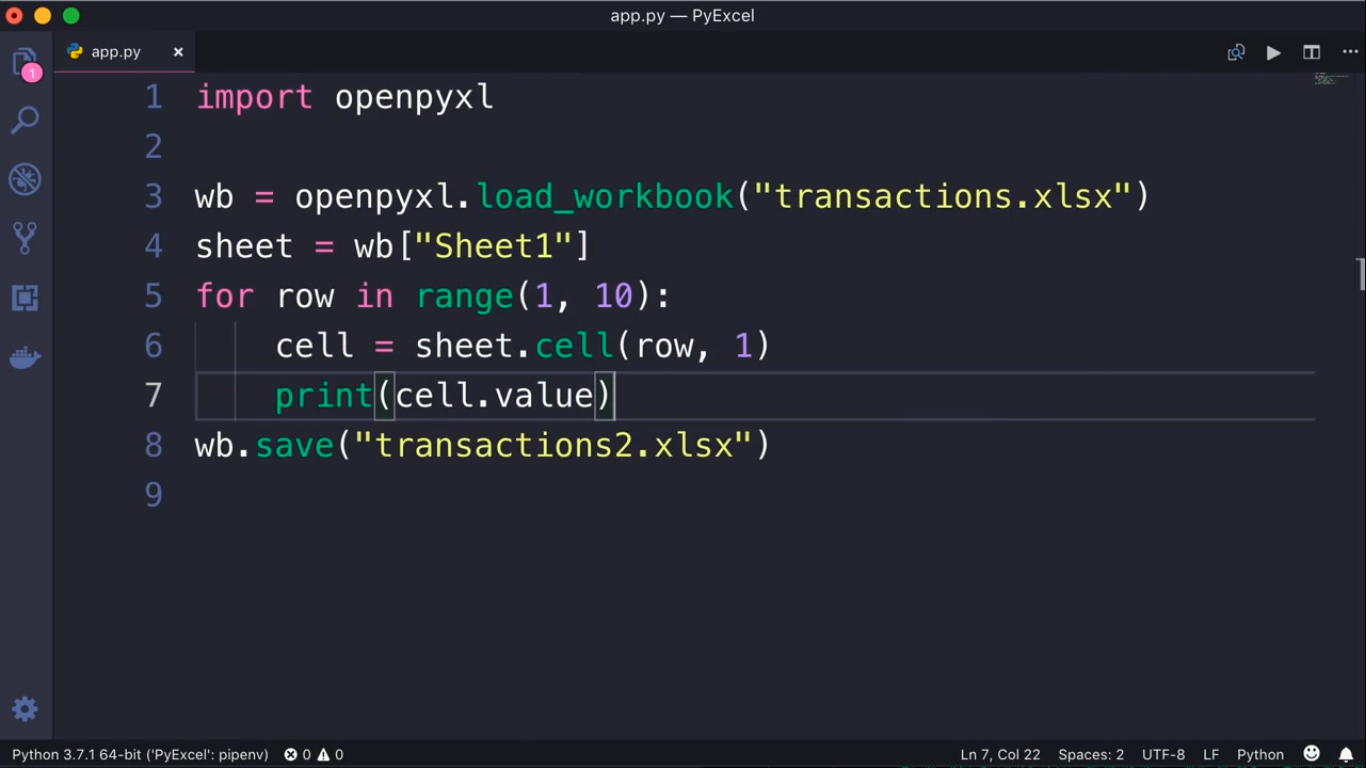 app.py — PyExcel
app.py
1 import openpyxl
2
3 wb = openpyxl.load_workbook("transactions.xlsx")
4 sheet = wb["Sheet1"]
5 for row in range(1, 10):
6     cell = sheet.cell(row, 1)
7     print(cell.value)
8 wb.save("transactions2.xlsx")
9
1
Python 3.7.1 64-bit ('PyExcel': pipenv) 0 0 Ln 7, Col 22 Spaces: 2 UTF-8 LF Python